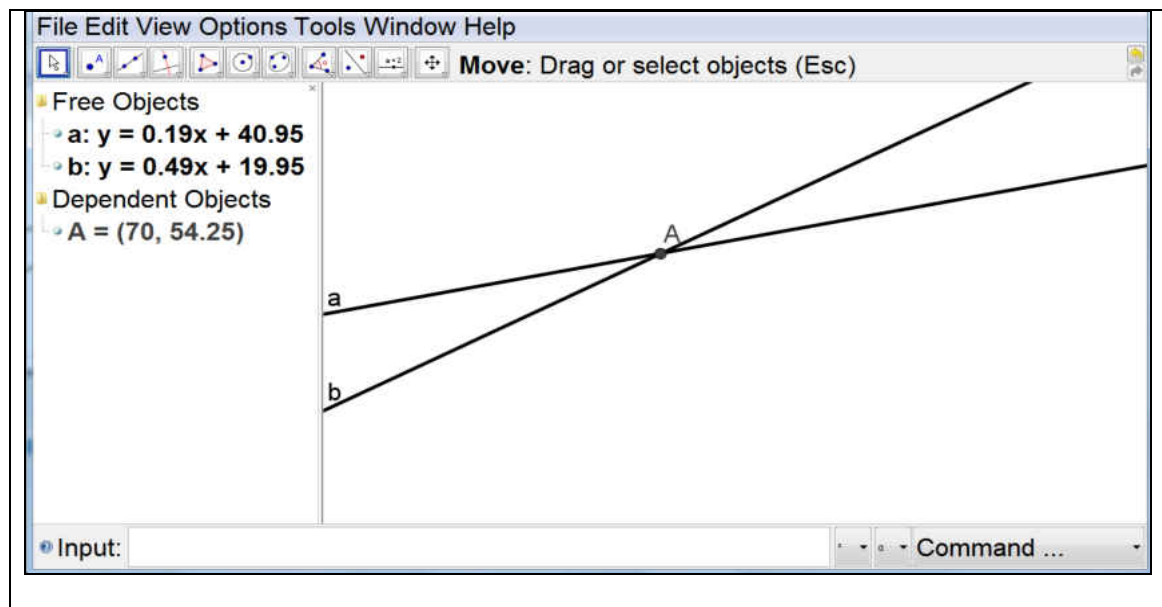 File Edit View Options Tools Window Help
Move: Drag or select objects (Esc)
Free Objects
a: y = 0.19x + 40.95
b: y = 0.49x + 19.95
Dependent Objects
A = (70, 54.25)
A
a
b
Input:
Command ...